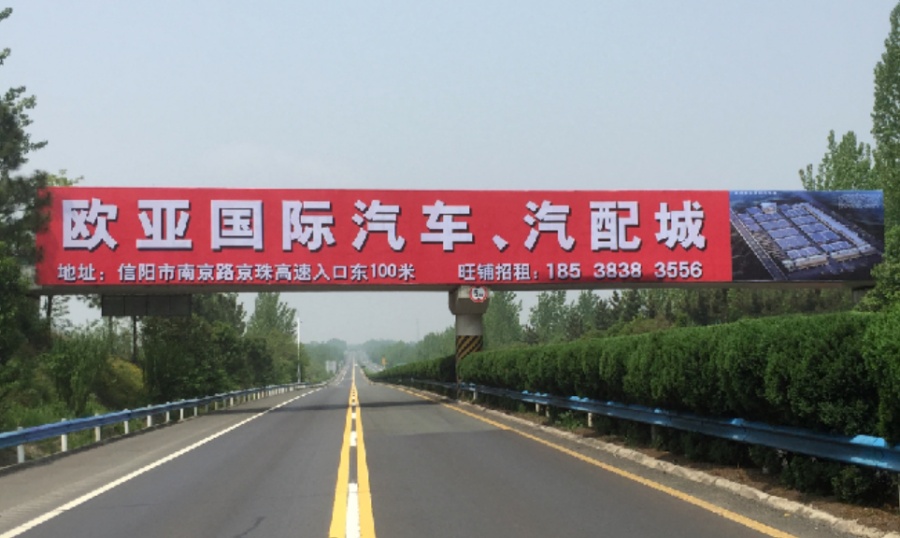 欧亚国际汽车、汽配城
地址：信阳市南京路京珠高速入口东100米 旺铺招租：185 3838 3556